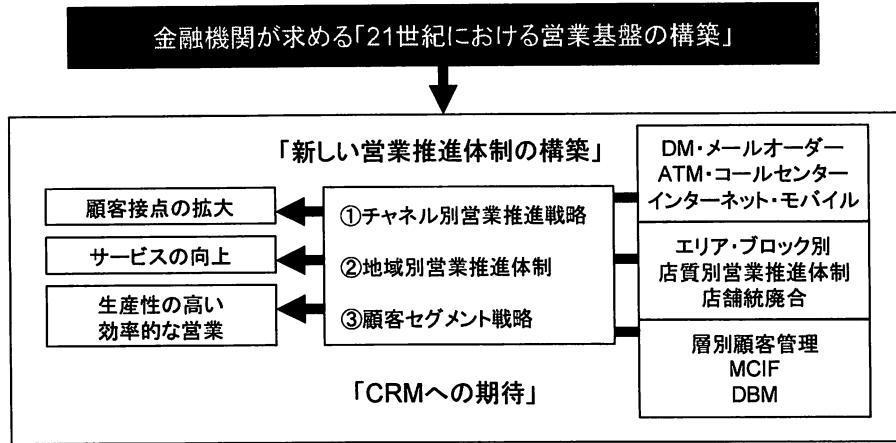 金融機関が求める「21世紀における営業基盤の構築」
「新しい営業推進体制の構築」
顧客接点の拡大
サービスの向上
生産性の高い
効率的な営業
①チャネル別営業推進戦略
②地域別営業推進体制
③顧客セグメント戦略
DM・メールオーダー
ATM・コールセンター
インターネット・モバイル
エリア・ブロック別
店質別営業推進体制
店舗統廃合
層別顧客管理
MCIF
DBM
「CRMへの期待」